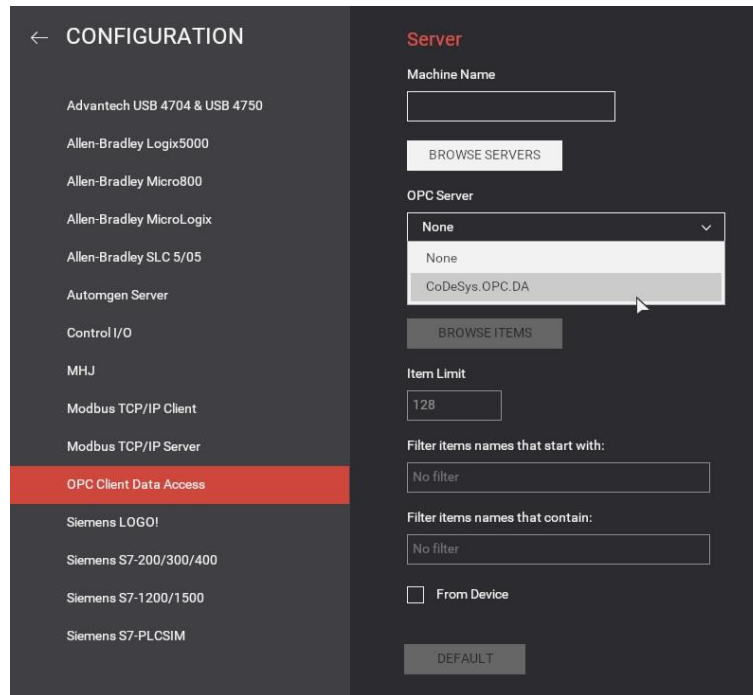 ← CONFIGURATION
Advantech USB 4704 & USB 4750
Allen-Bradley Logix5000
Allen-Bradley Micro800
Allen-Bradley MicroLogix
Allen-Bradley SLC 5/05
Automgen Server
Control I/O
MHJ
Modbus TCP/IP Client
Modbus TCP/IP Server
OPC Client Data Access
Siemens LOGO!
Siemens S7-200/300/400
Siemens S7-1200/1500
Siemens S7-PLCSIM
Server
Machine Name
BROWSE SERVERS
OPC Server
None
None
CoDeSys.OPC.DA
BROWSE ITEMS
Item Limit
128
Filter items names that start with:
No filter
Filter items names that contain:
No filter
From Device
DEFAULT